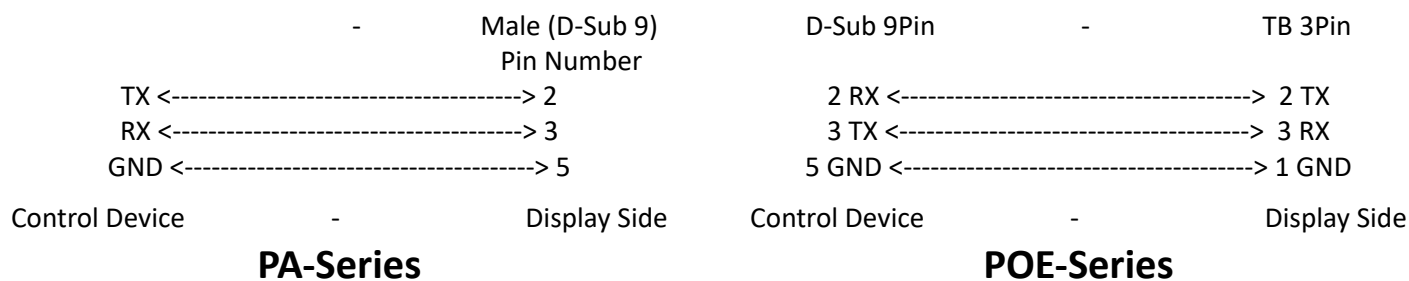 - Male (D-Sub 9)
Pin Number
TX <---------------------------------------> 2
RX <---------------------------------------> 3
GND <---------------------------------------> 5
Control Device - Display Side
PA-Series
D-Sub 9Pin - TB 3Pin
2 RX <---------------------------------------> 2 TX
3 TX <---------------------------------------> 3 RX
5 GND <---------------------------------------> 1 GND
Control Device - Display Side
POE-Series